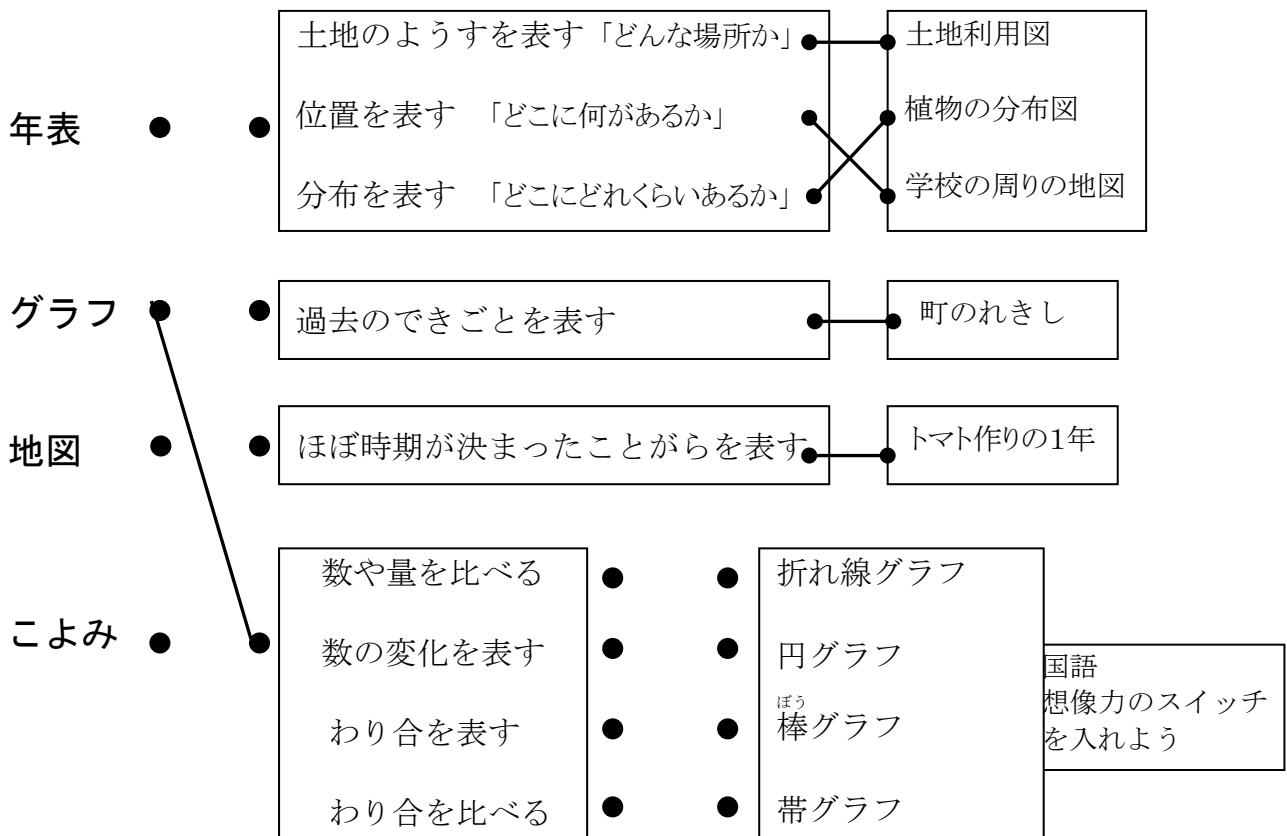 年表
グラフ
地図
こよみ
土地のようすを表す「どんな場所か」
位置を表す 「どこに何があるか」
分布を表す 「どこにどれくらいあるか」
土地利用図
植物の分布図
学校の周りの地図
過去のできごとを表す
町のれきし
ほぼ時期が決まったことがらを表す
トマト作りの1年
数や量を比べる
数の変化を表す
わり合を表す
わり合を比べる
折れ線グラフ
円グラフ
ぼう
棒グラフ
帯グラフ
国語
想像力のスイッチ
を入れよう